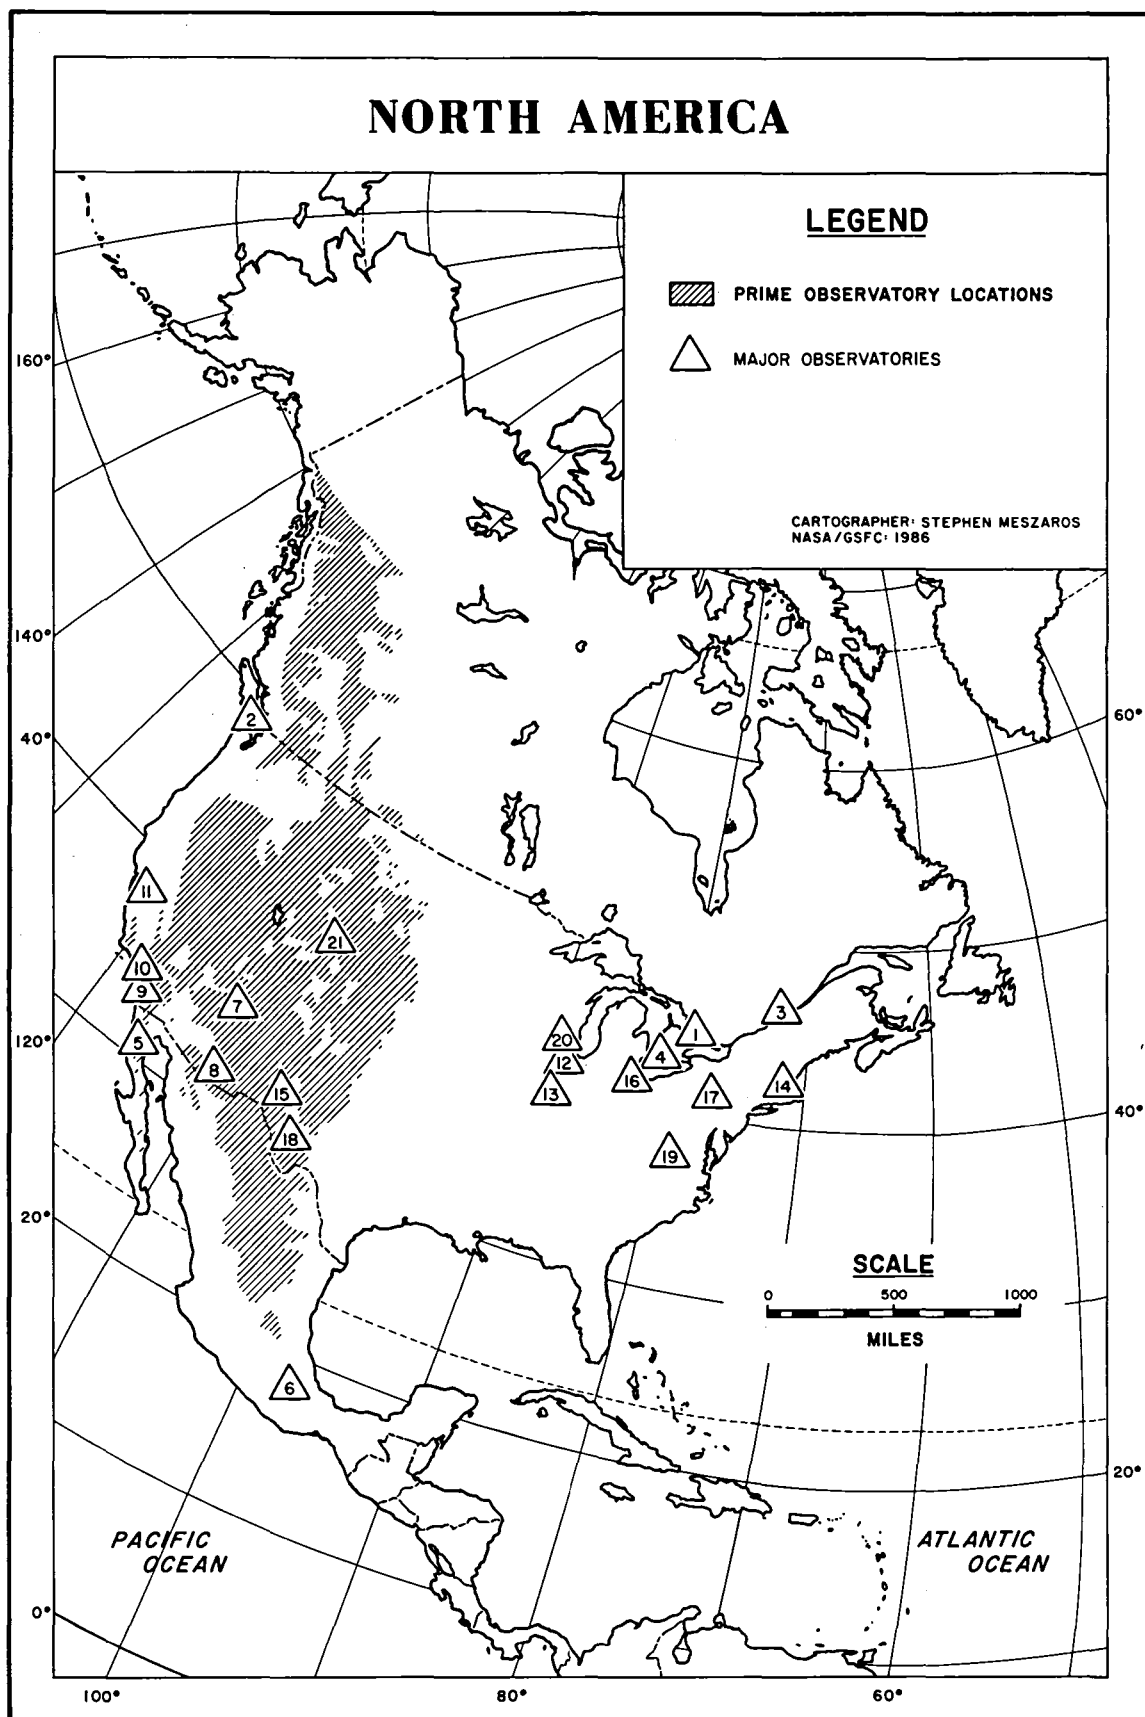 NORTH AMERICA
LEGEND
PRIME OBSERVATORY LOCATIONS
MAJOR OBSERVATORIES
CARTOGRAPHER: STEPHEN MESZAROS
NASA/GSFC: 1986
160°
140°
60°
2
40°
11
21
10
9
7
3
1
120°
5
20
4
12
8
16
14
13
15
17
40°
18
19
20°
SCALE
0 500 1000
MILES
6
20°
PACIFIC
OCEAN
ATLANTIC
OCEAN
0°
100° 80° 60°